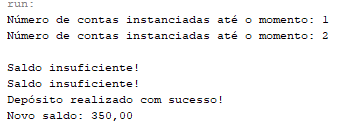 run:
Número de contas instanciadas até o momento: 1
Número de contas instanciadas até o momento: 2
Saldo insuficiente!
Saldo insuficiente!
Depósito realizado com sucesso!
Novo saldo: 350,00